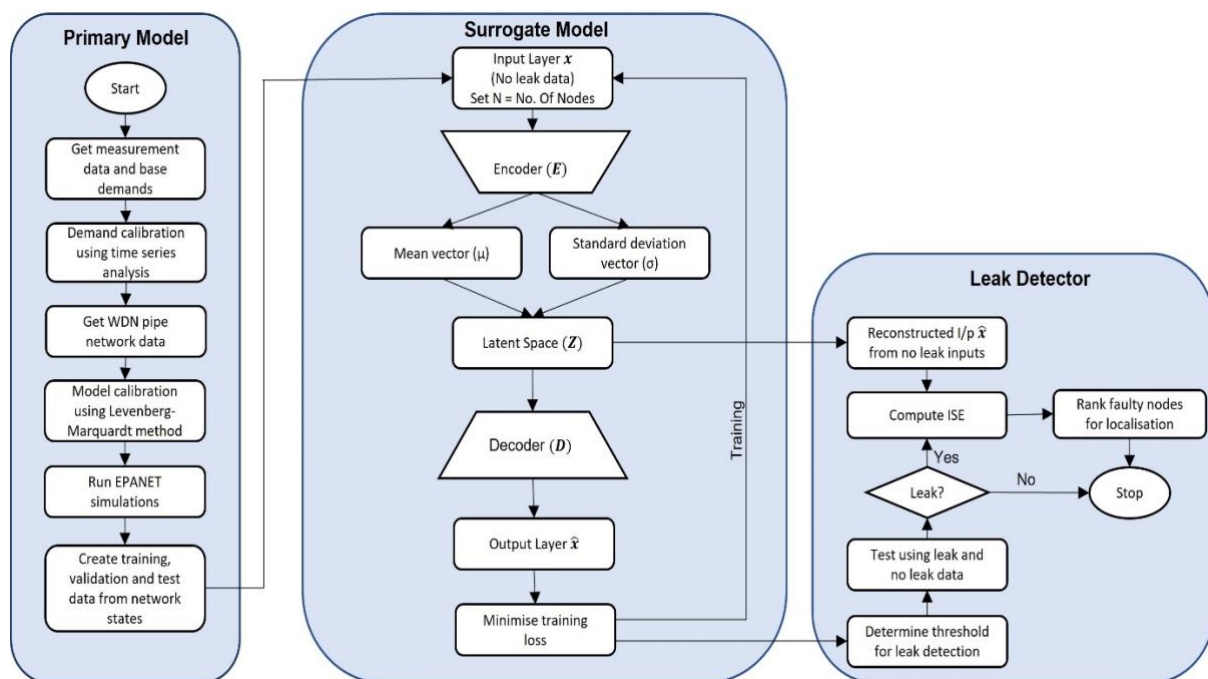 Primary Model
Start
Get measurement
data and base
demands
Demand calibration
using time series
analysis
Get WDN pipe
network data
Model calibration
using Levenberg-
Marquardt method
Run EPANET
simulations
Create training,
validation and test
data from network
states
Surrogate Model
Input Layer x
(No leak data)
Set N = No. Of Nodes
Encoder (E)
Mean vector (μ)
Standard deviation
vector (σ)
Latent Space (Z)
Decoder (D)
Output Layer x̂
Minimise training
loss
Training
Leak Detector
Reconstructed I/p x̂
from no leak inputs
Compute ISE
Rank faulty nodes
for localisation
Yes
No
Leak?
Stop
Test using leak and
no leak data
Determine threshold
for leak detection